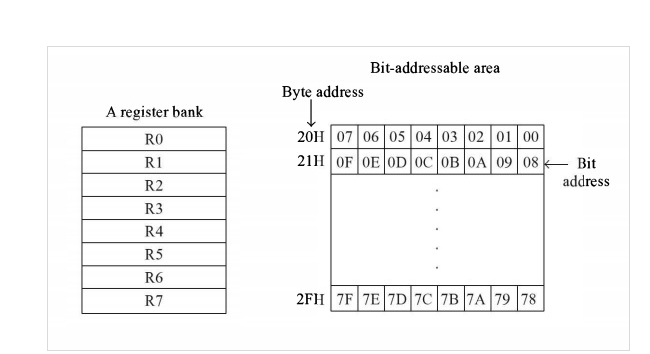 Bit-addressable area
Byte address
A register bank
R0
R1
R2
R3
R4
R5
R6
R7
20H 07 06 05 04 03 02 01 00
21H 0F 0E 0D 0C 0B 0A 09 08
Bit
address
2FH 7F 7E 7D 7C 7B 7A 79 78